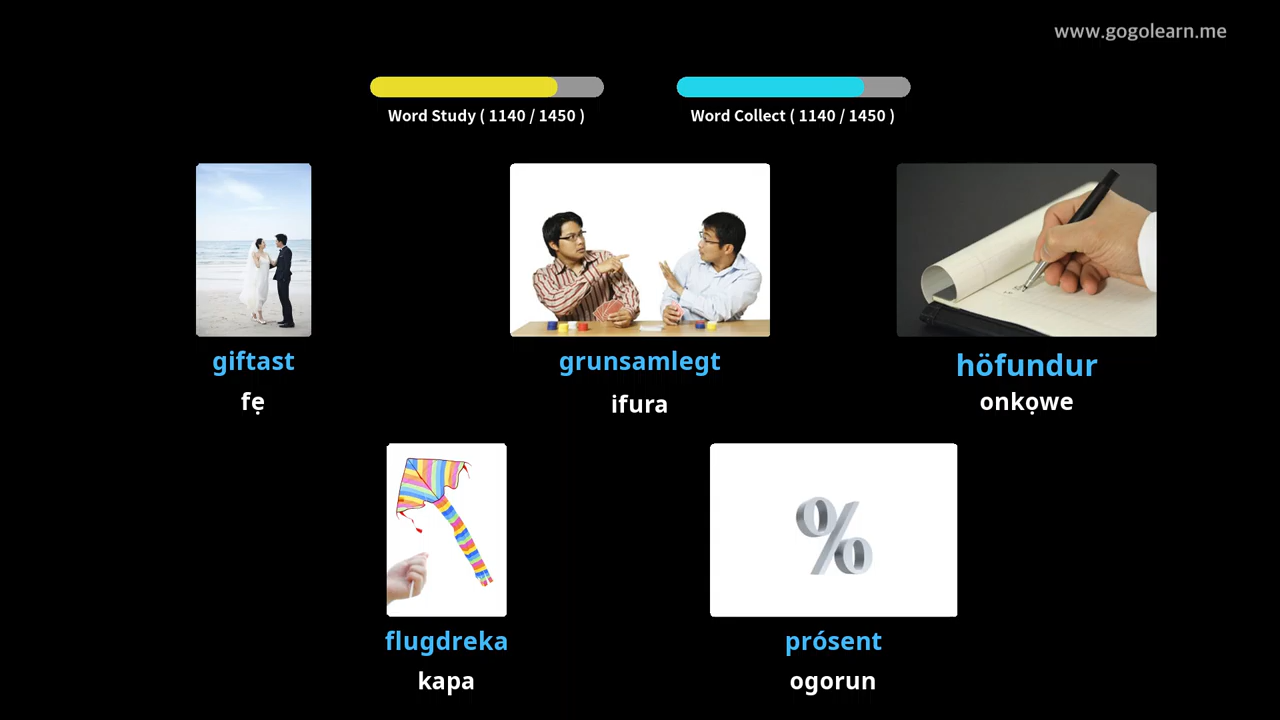 www.gogolearn.me
Word Study ( 1140 / 1450 )
Word Collect ( 1140 / 1450 )
giftast
fẹ
grunsamlegt
ifura
höfundur
onkọwe
flugdreka
kapa
prósent
ogorun
%